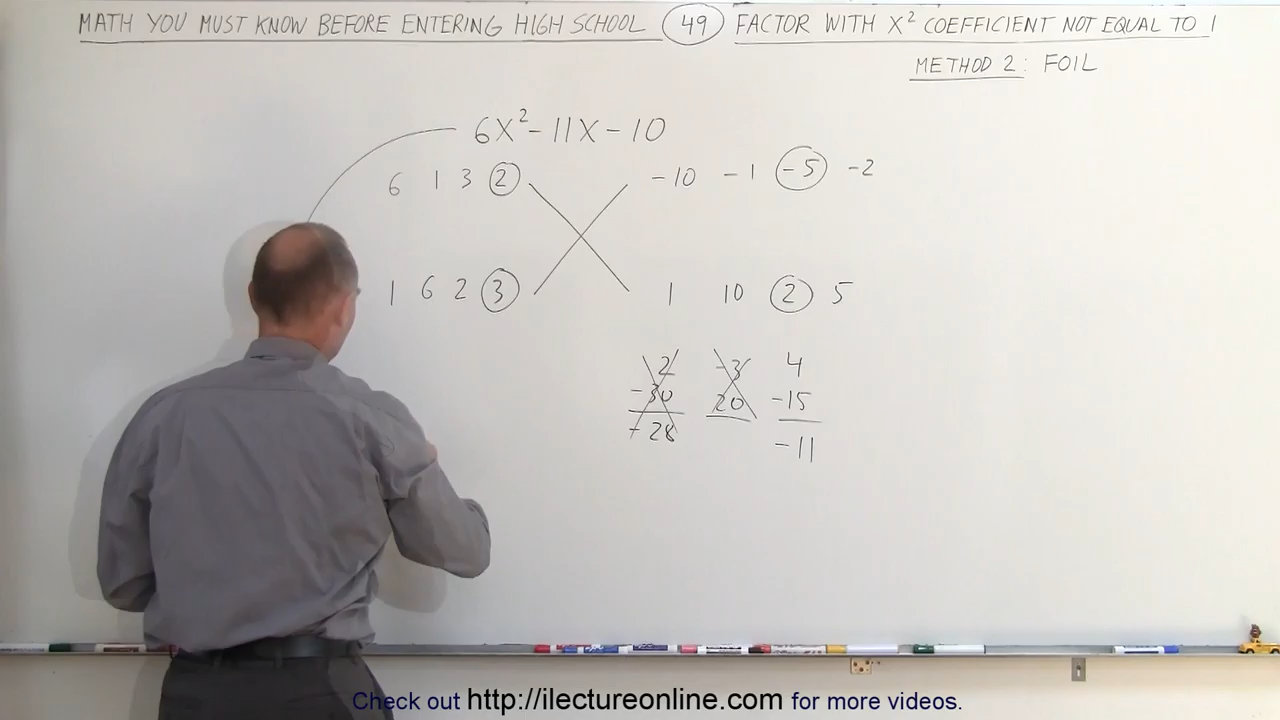 MATH YOU MUST KNOW BEFORE ENTERING HIGH SCHOOL 49 FACTOR WITH X² COEFFICIENT NOT EQUAL TO 1
METHOD 2: FOIL
6X² - 11X - 10
6 1 3 2 -10 -1 -5 -2
1 6 2 3 1 10 2 5
2 -3 4
-30 20 -15
-28 -11
Check out http://ilectureonline.com for more videos.